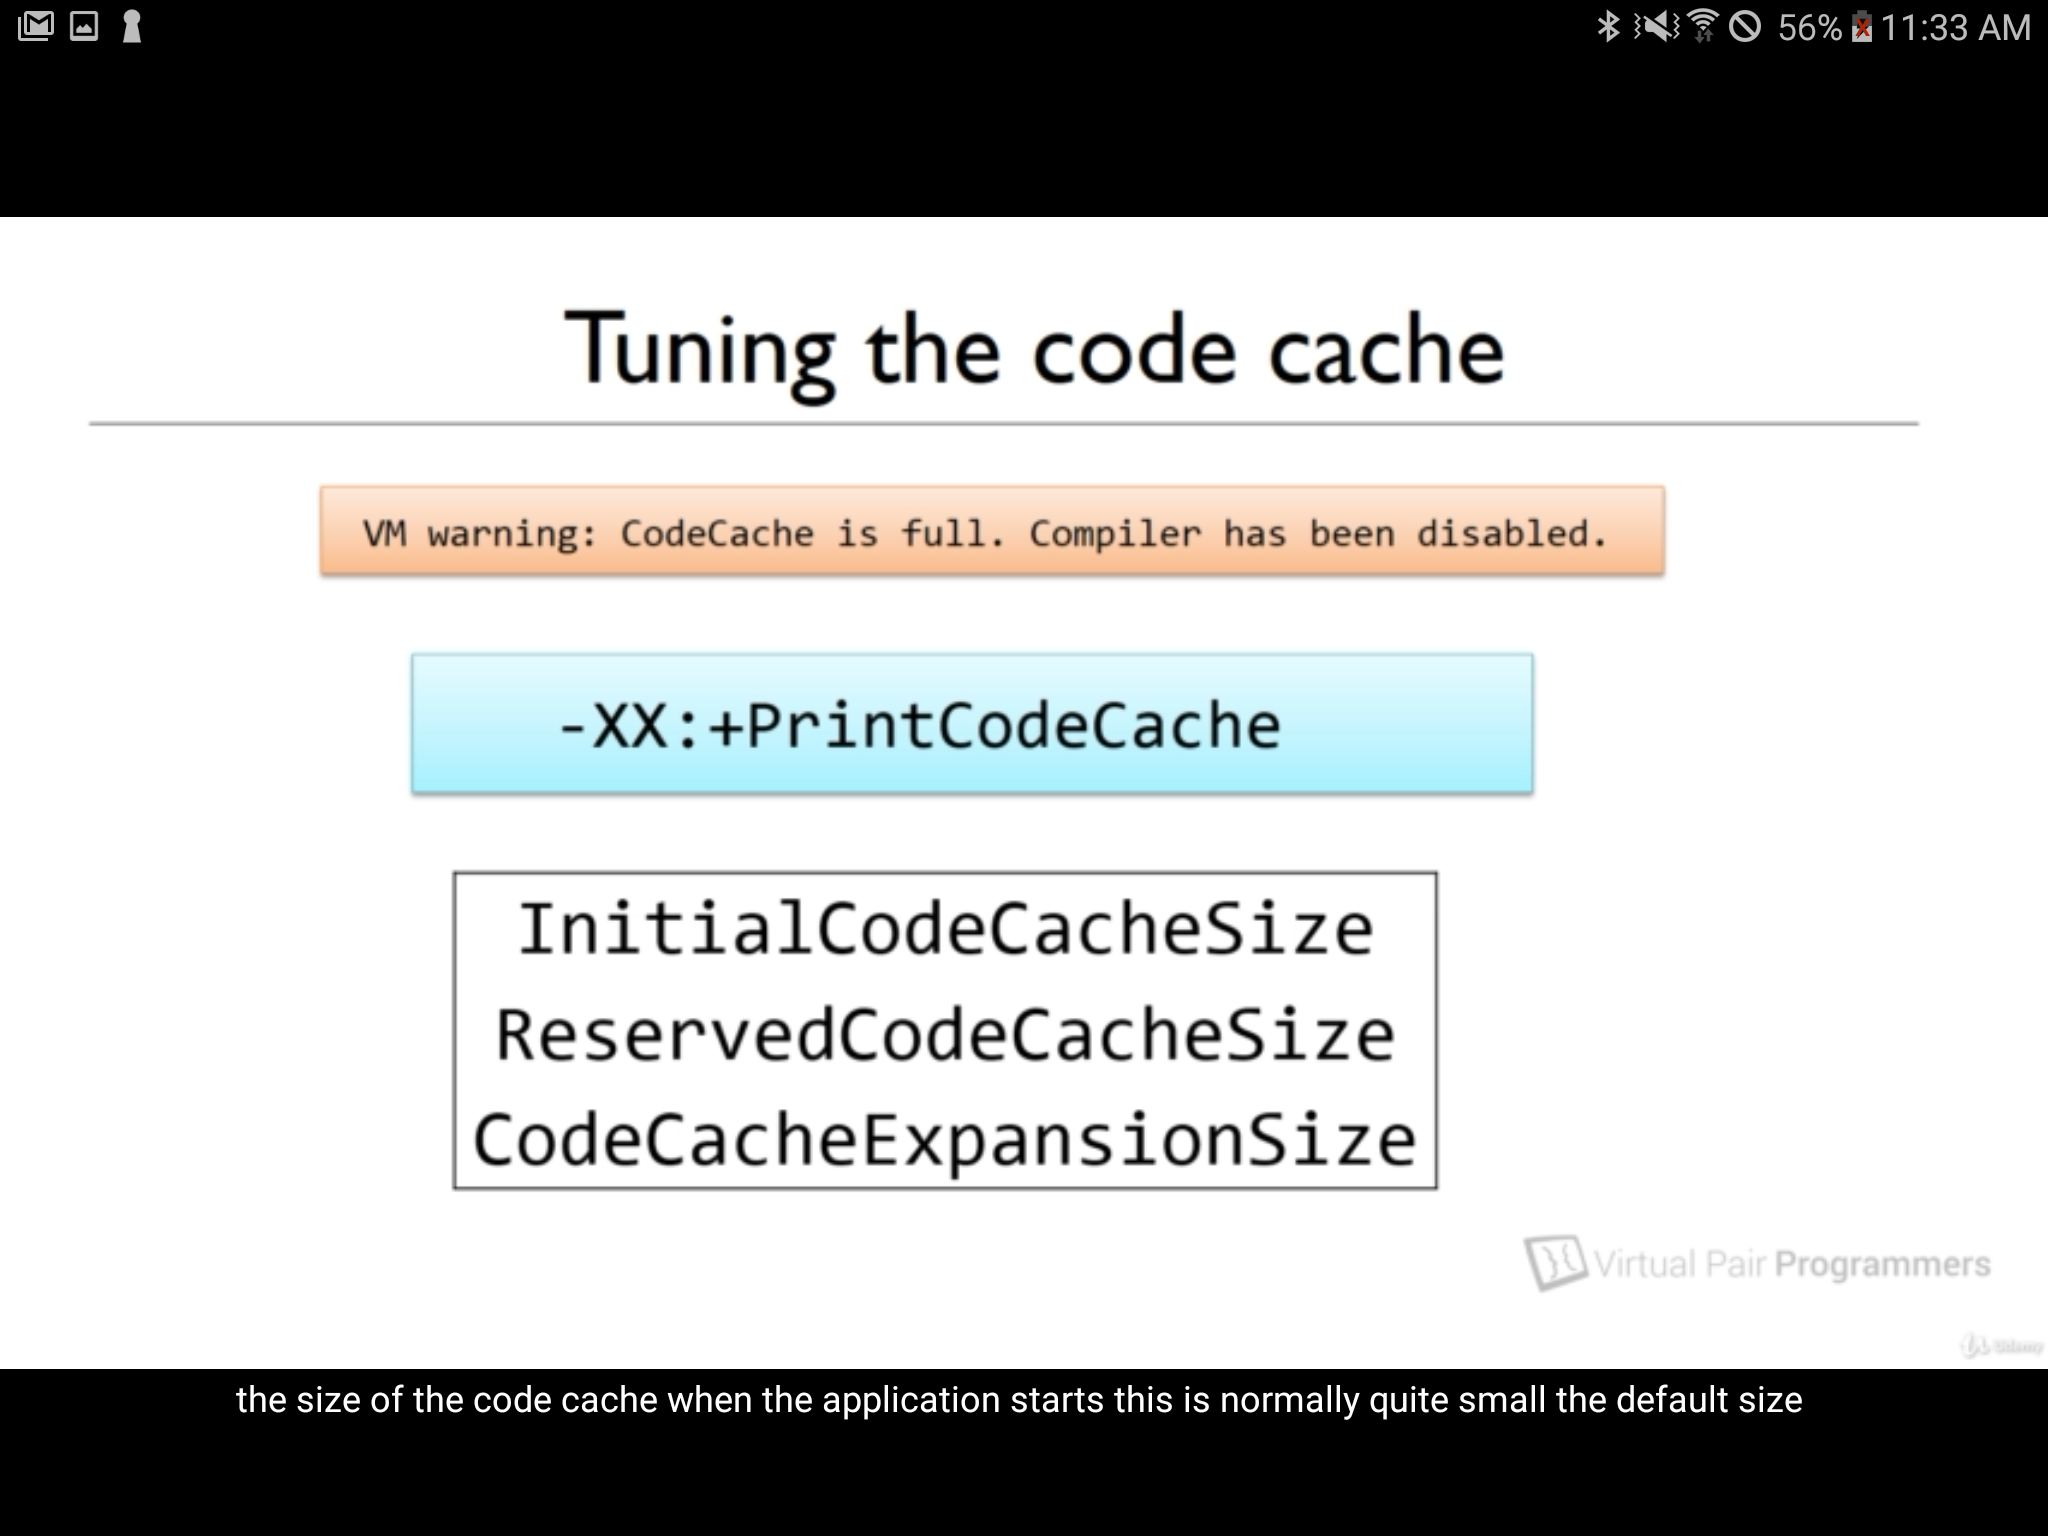 56% 11:33 AM
Tuning the code cache
VM warning: CodeCache is full. Compiler has been disabled.
-XX:+PrintCodeCache
InitialCodeCacheSize
ReservedCodeCacheSize
CodeCacheExpansionSize
Virtual Pair Programmers
Udemy
the size of the code cache when the application starts this is normally quite small the default size